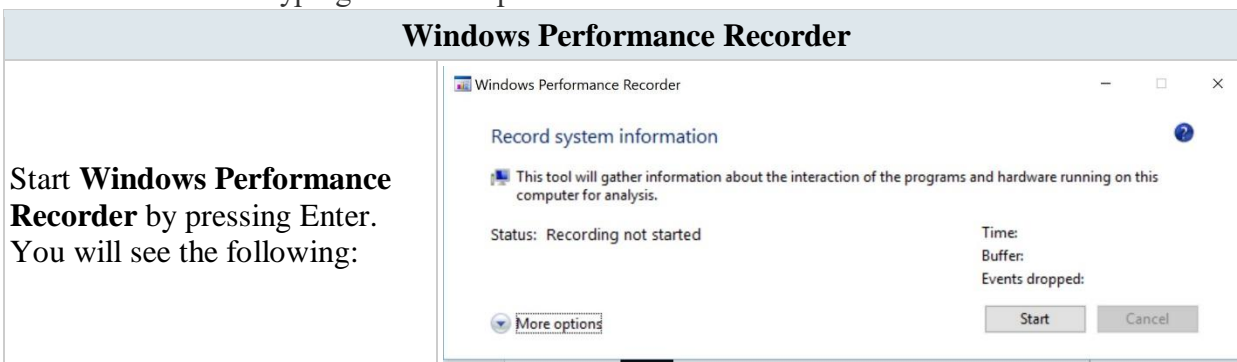 Windows Performance Recorder
Start Windows Performance
Recorder by pressing Enter.
You will see the following:
Windows Performance Recorder
Record system information
This tool will gather information about the interaction of the programs and hardware running on this
computer for analysis.
Status: Recording not started
Time:
Buffer:
Events dropped:
More options
Start
Cancel